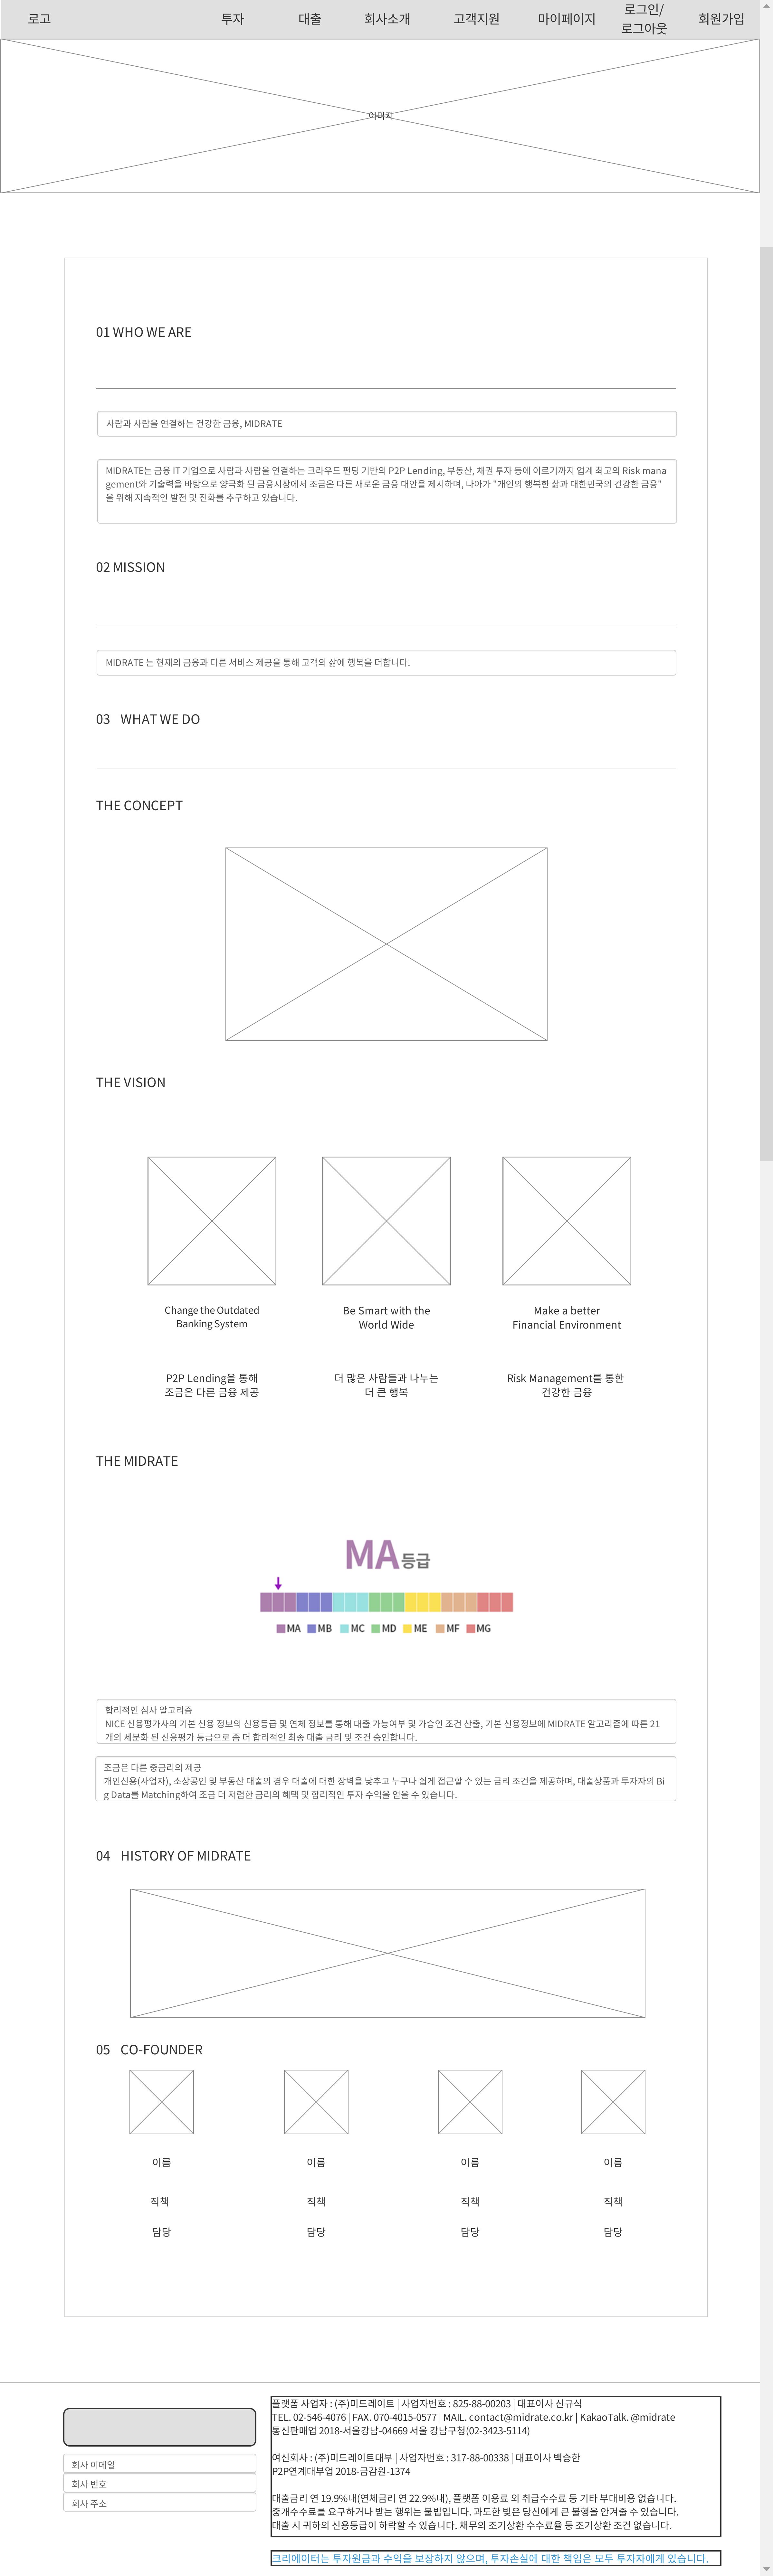 로고
투자
대출
회사소개
고객지원
마이페이지
로그인/
로그아웃
회원가입
이미지
01 WHO WE ARE
사람과 사람을 연결하는 건강한 금융, MIDRATE
MIDRATE는 금융 IT 기업으로 사람과 사람을 연결하는 크라우드 펀딩 기반의 P2P Lending, 부동산, 채권 투자 등에 이르기까지 업계 최고의 Risk mana
gement와 기술력을 바탕으로 양극화 된 금융시장에서 조금은 다른 새로운 금융 대안을 제시하며, 나아가 "개인의 행복한 삶과 대한민국의 건강한 금융"
을 위해 지속적인 발전 및 진화를 추구하고 있습니다.
02 MISSION
MIDRATE 는 현재의 금융과 다른 서비스 제공을 통해 고객의 삶에 행복을 더합니다.
03 WHAT WE DO
THE CONCEPT
THE VISION
Change the Outdated
Banking System
Be Smart with the
World Wide
Make a better
Financial Environment
P2P Lending을 통해
조금은 다른 금융 제공
더 많은 사람들과 나누는
더 큰 행복
Risk Management를 통한
건강한 금융
THE MIDRATE
MA등급
MA MB MC MD ME MF MG
합리적인 심사 알고리즘
NICE 신용평가사의 기본 신용 정보의 신용등급 및 연체 정보를 통해 대출 가능여부 및 가승인 조건 산출, 기본 신용정보에 MIDRATE 알고리즘에 따른 21
개의 세분화 된 신용평가 등급으로 좀 더 합리적인 최종 대출 금리 및 조건 승인합니다.
조금은 다른 중금리의 제공
개인신용(사업자), 소상공인 및 부동산 대출의 경우 대출에 대한 장벽을 낮추고 누구나 쉽게 접근할 수 있는 금리 조건을 제공하며, 대출상품과 투자자의 Bi
g Data를 Matching하여 조금 더 저렴한 금리의 혜택 및 합리적인 투자 수익을 얻을 수 있습니다.
04 HISTORY OF MIDRATE
05 CO-FOUNDER
이름 이름 이름 이름
직책 직책 직책 직책
담당 담당 담당 담당
회사 이메일
회사 번호
회사 주소
플랫폼 사업자 : (주)미드레이트 | 사업자번호 : 825-88-00203 | 대표이사 신규식
TEL. 02-546-4076 | FAX. 070-4015-0577 | MAIL. contact@midrate.co.kr | KakaoTalk. @midrate
통신판매업 2018-서울강남-04669 서울 강남구청(02-3423-5114)
여신회사 : (주)미드레이트대부 | 사업자번호 : 317-88-00338 | 대표이사 백승한
P2P연계대부업 2018-금감원-1374
대출금리 연 19.9%내(연체금리 연 22.9%내), 플랫폼 이용료 외 취급수수료 등 기타 부대비용 없습니다.
중개수수료를 요구하거나 받는 행위는 불법입니다. 과도한 빚은 당신에게 큰 불행을 안겨줄 수 있습니다.
대출 시 귀하의 신용등급이 하락할 수 있습니다. 채무의 조기상환 수수료율 등 조기상환 조건 없습니다.
크리에이터는 투자원금과 수익을 보장하지 않으며, 투자손실에 대한 책임은 모두 투자자에게 있습니다.